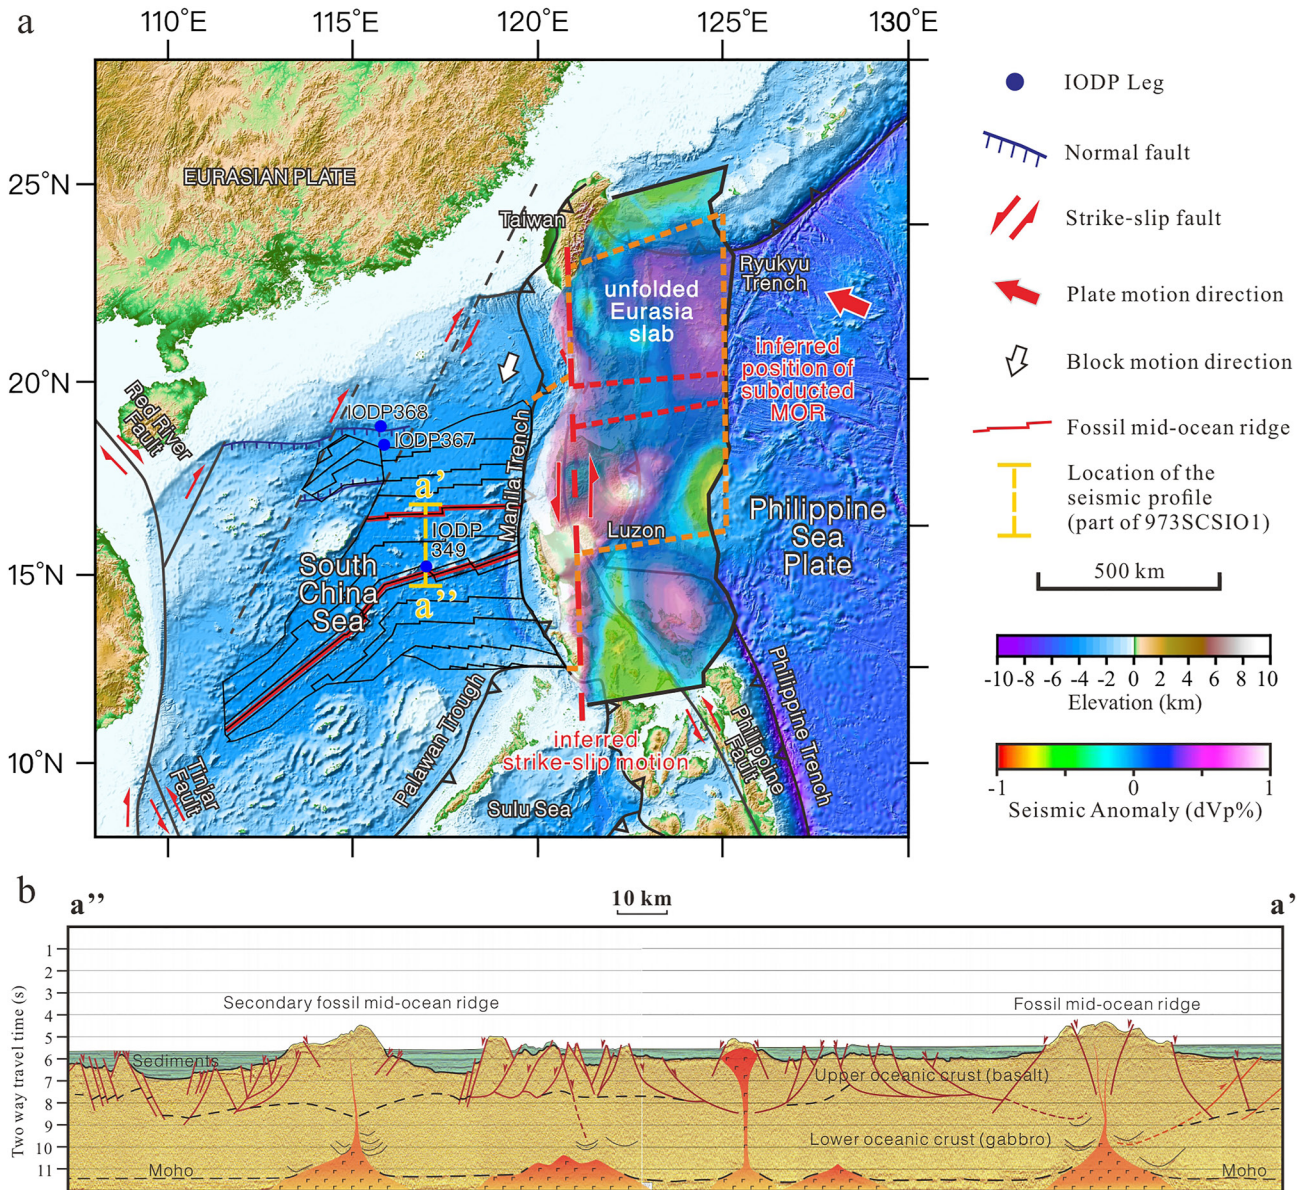 a
110°E
115°E
120°E
125°E
130°E
25°N
20°N
15°N
10°N
EURASIAN PLATE
Taiwan
Ryukyu
Trench
unfolded
Eurasia
slab
inferred
position of
subducted
MOR
Red River
Fault
IODP368
IODP367
a’
Manila Trench
IODP
349
a’’
South
China
Sea
Luzon
Philippine
Sea
Plate
Palawan Trough
inferred
strike-slip motion
Philippine
Fault
Philippine Trench
Tinjar
Fault
Sulu Sea
IODP Leg
Normal fault
Strike-slip fault
Plate motion direction
Block motion direction
Fossil mid-ocean ridge
Location of the
seismic profile
(part of 973SCSIO1)
500 km
-10 -8 -6 -4 -2 0 2 4 6 8 10
Elevation (km)
-1 0 1
Seismic Anomaly (dVp%)
b
a’’
10 km
a’
Two way travel time (s)
1
2
3
4
5
6
7
8
9
10
11
Secondary fossil mid-ocean ridge
Fossil mid-ocean ridge
Sediments
Upper oceanic crust (basalt)
Lower oceanic crust (gabbro)
Moho
Moho